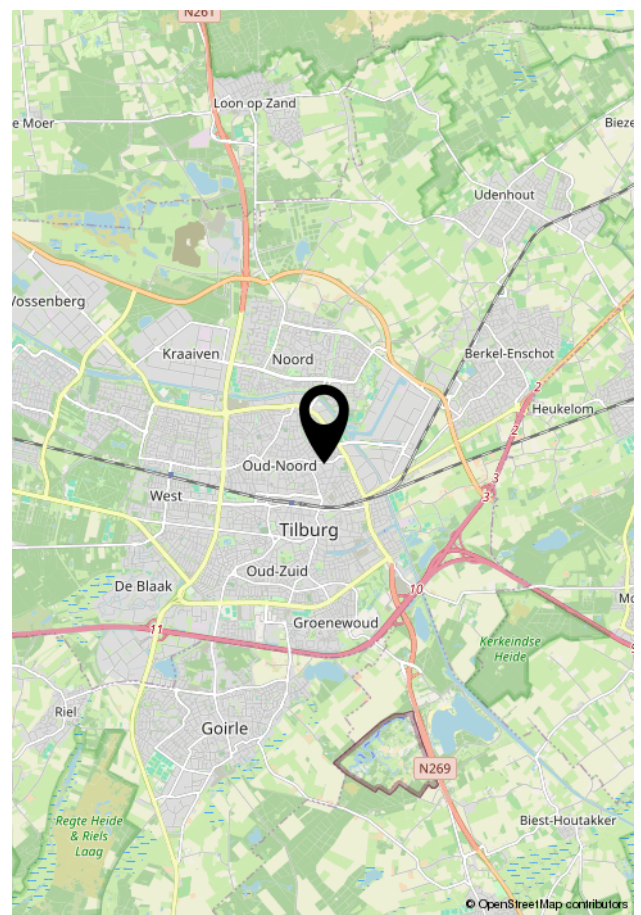 N261
Loon op Zand
e Moer
Bieze
Udenhout
Vossenberg
Kraaiven
Noord
Berkel-Enschot
2
Heukelom
2
Oud-Noord
3
3
West
Tilburg
Oud-Zuid
De Blaak
10
Mo
Groenewoud
11
Kerkeindse
Heide
9
Riel
Goirle
N269
Regte Heide
& Riels
Laag
Biest-Houtakker
© OpenStreetMap contributors